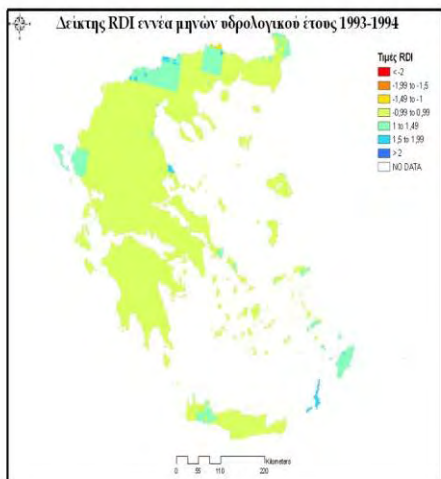 Δείκτης RDI εννέα μηνών υδρολογικού έτους 1993-1994
Τιμές RDI
<-2
-1,99 to -1,5
-1,49 to -1
-0,99 to 0,99
1 to 1,49
1,5 to 1,99
>2
NO DATA
Kilometers
0 55 110 220